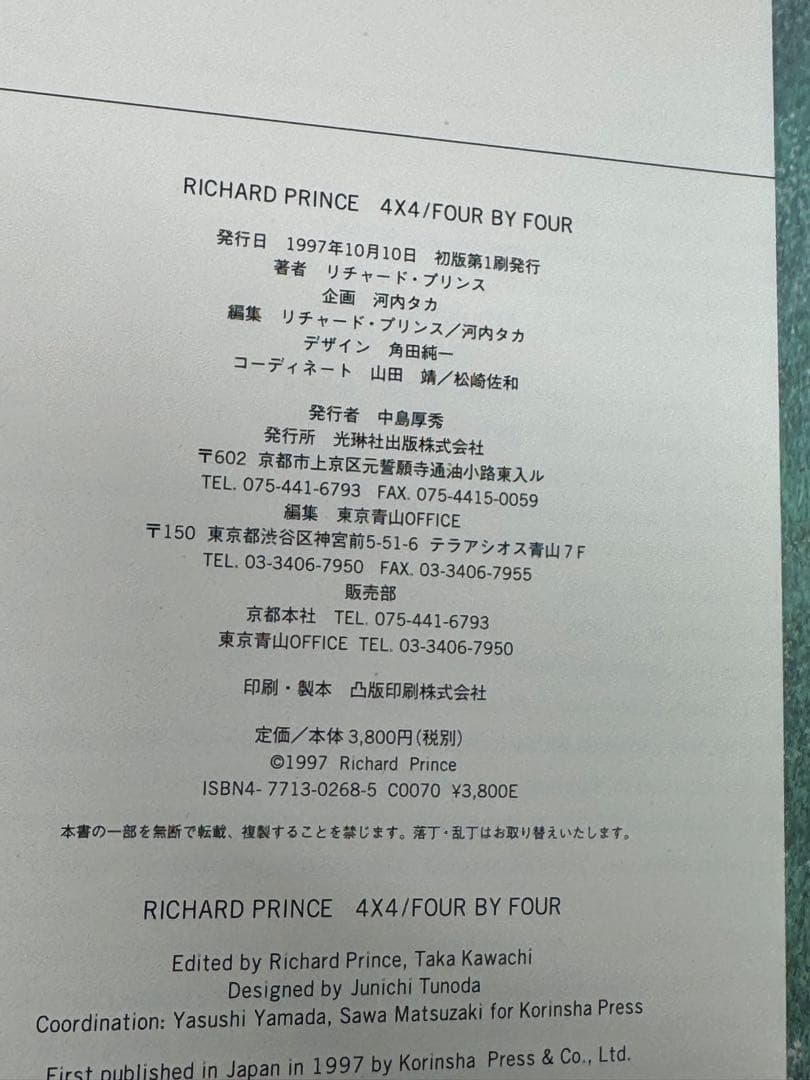 RICHARD PRINCE 4X4/FOUR BY FOUR
発行日 1997年10月10日 初版第1刷発行
著者 リチャード・プリンス
企画 河内タカ
編集 リチャード・プリンス／河内タカ
デザイン 角田純一
コーディネート 山田 靖／松崎佐和
発行者 中島厚秀
発行所 光琳社出版株式会社
〒602 京都市上京区元誓願寺通油小路東入ル
TEL. 075-441-6793 FAX. 075-4415-0059
編集 東京青山OFFICE
〒150 東京都渋谷区神宮前5-51-6 テラアシオス青山7F
TEL. 03-3406-7950 FAX. 03-3406-7955
販売部
京都本社 TEL. 075-441-6793
東京青山OFFICE TEL. 03-3406-7950
印刷・製本 凸版印刷株式会社
定価／本体3,800円(税別)
©1997 Richard Prince
ISBN4- 7713-0268-5 C0070 ¥3,800E
本書の一部を無断で転載、複製することを禁じます。落丁・乱丁はお取り替えいたします。
RICHARD PRINCE 4X4/FOUR BY FOUR
Edited by Richard Prince, Taka Kawachi
Designed by Junichi Tunoda
Coordination: Yasushi Yamada, Sawa Matsuzaki for Korinsha Press
First published in Japan in 1997 by Korinsha Press & Co., Ltd.